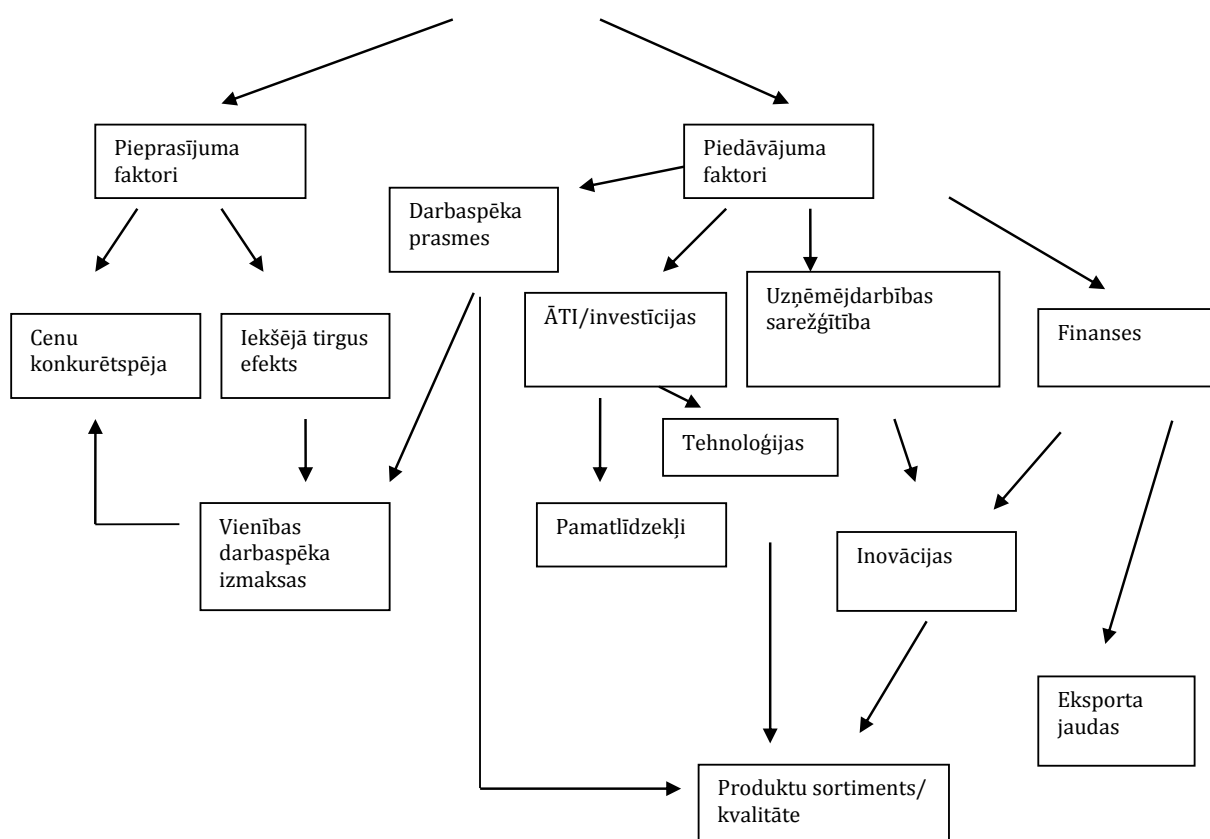 Pieprasījuma
faktori
Piedāvājuma
faktori
Darbaspēka
prasmes
Cenu
konkurētspēja
Iekšējā tirgus
efekts
ĀTI/investīcijas
Uzņēmējdarbības
sarežģītība
Finanses
Tehnoloģijas
Vienības
darbaspēka
izmaksas
Pamatlīdzekļi
Inovācijas
Eksporta
jaudas
Produktu sortiments/
kvalitāte